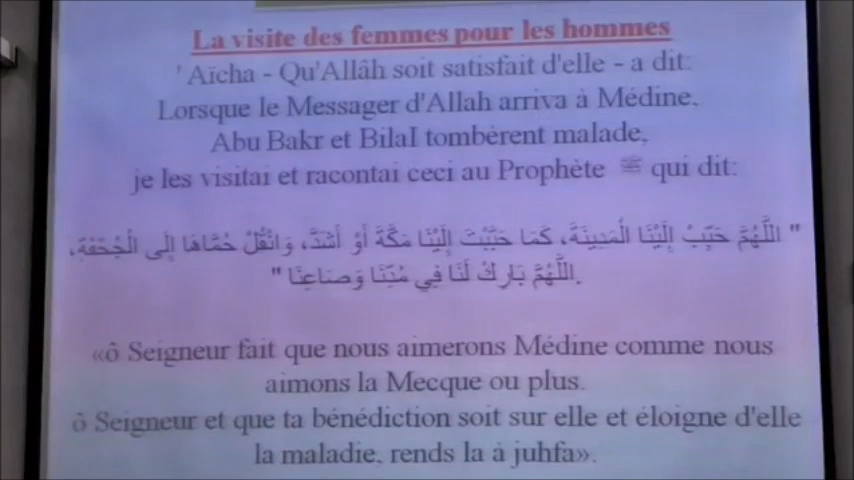 La visite des femmes pour les hommes
'Aïcha - Qu'Allâh soit satisfait d'elle - a dit:
Lorsque le Messager d'Allah arriva à Médine,
Abu Bakr et Bilal tombèrent malade,
je les visitai et racontai ceci au Prophète ﷺ qui dit:
" اللَّهُمَّ حَبِّبْ إِلَيْنَا الْمَدِينَةَ، كَمَا حَبَّبْتَ إِلَيْنَا مَكَّةَ أَوْ أَشَدَّ، وَانْقُلْ حُمَّاهَا إِلَى الْجُحْفَةِ،
اللَّهُمَّ بَارِكْ لَنَا فِي مُدِّنَا وَصَاعِنَا".
«ô Seigneur fait que nous aimerons Médine comme nous
aimons la Mecque ou plus.
ô Seigneur et que ta bénédiction soit sur elle et éloigne d'elle
la maladie, rends la à juhfa».